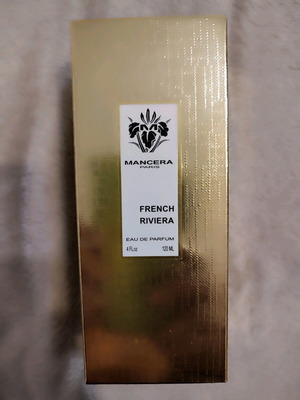 MANCERA
PARIS
FRENCH
RIVIERA
EAU DE PARFUM
4 Fl.oz 120 ML